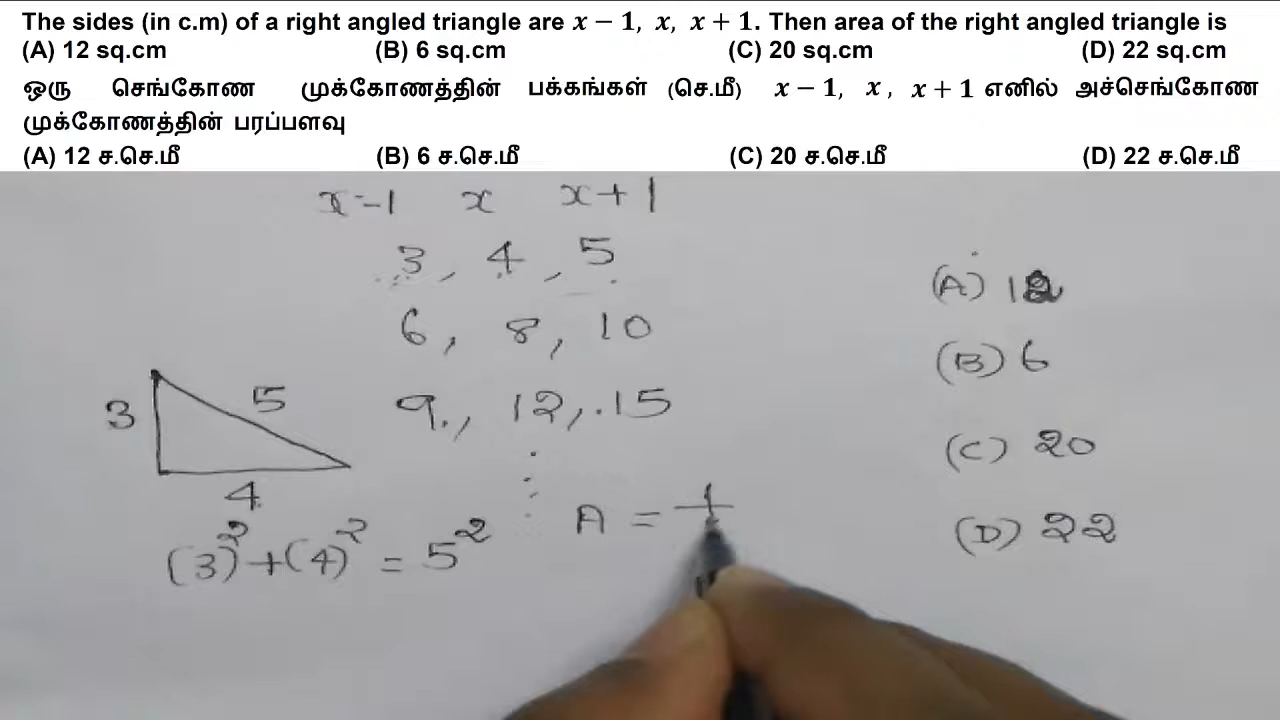 The sides (in c.m) of a right angled triangle are x − 1, x, x + 1. Then area of the right angled triangle is
(A) 12 sq.cm (B) 6 sq.cm (C) 20 sq.cm (D) 22 sq.cm
ஒரு செங்கோண முக்கோணத்தின் பக்கங்கள் (செ.மீ) x − 1, x , x + 1 எனில் அச்செங்கோண
முக்கோணத்தின் பரப்பளவு
(A) 12 ச.செ.மீ (B) 6 ச.செ.மீ (C) 20 ச.செ.மீ (D) 22 ச.செ.மீ
x-1 x x+1
3, 4, 5
6, 8, 10
9, 12, 15
3 5
4
(3)²+(4)² = 5²
A = 1
(A) 12
(B) 6
(C) 20
(D) 22